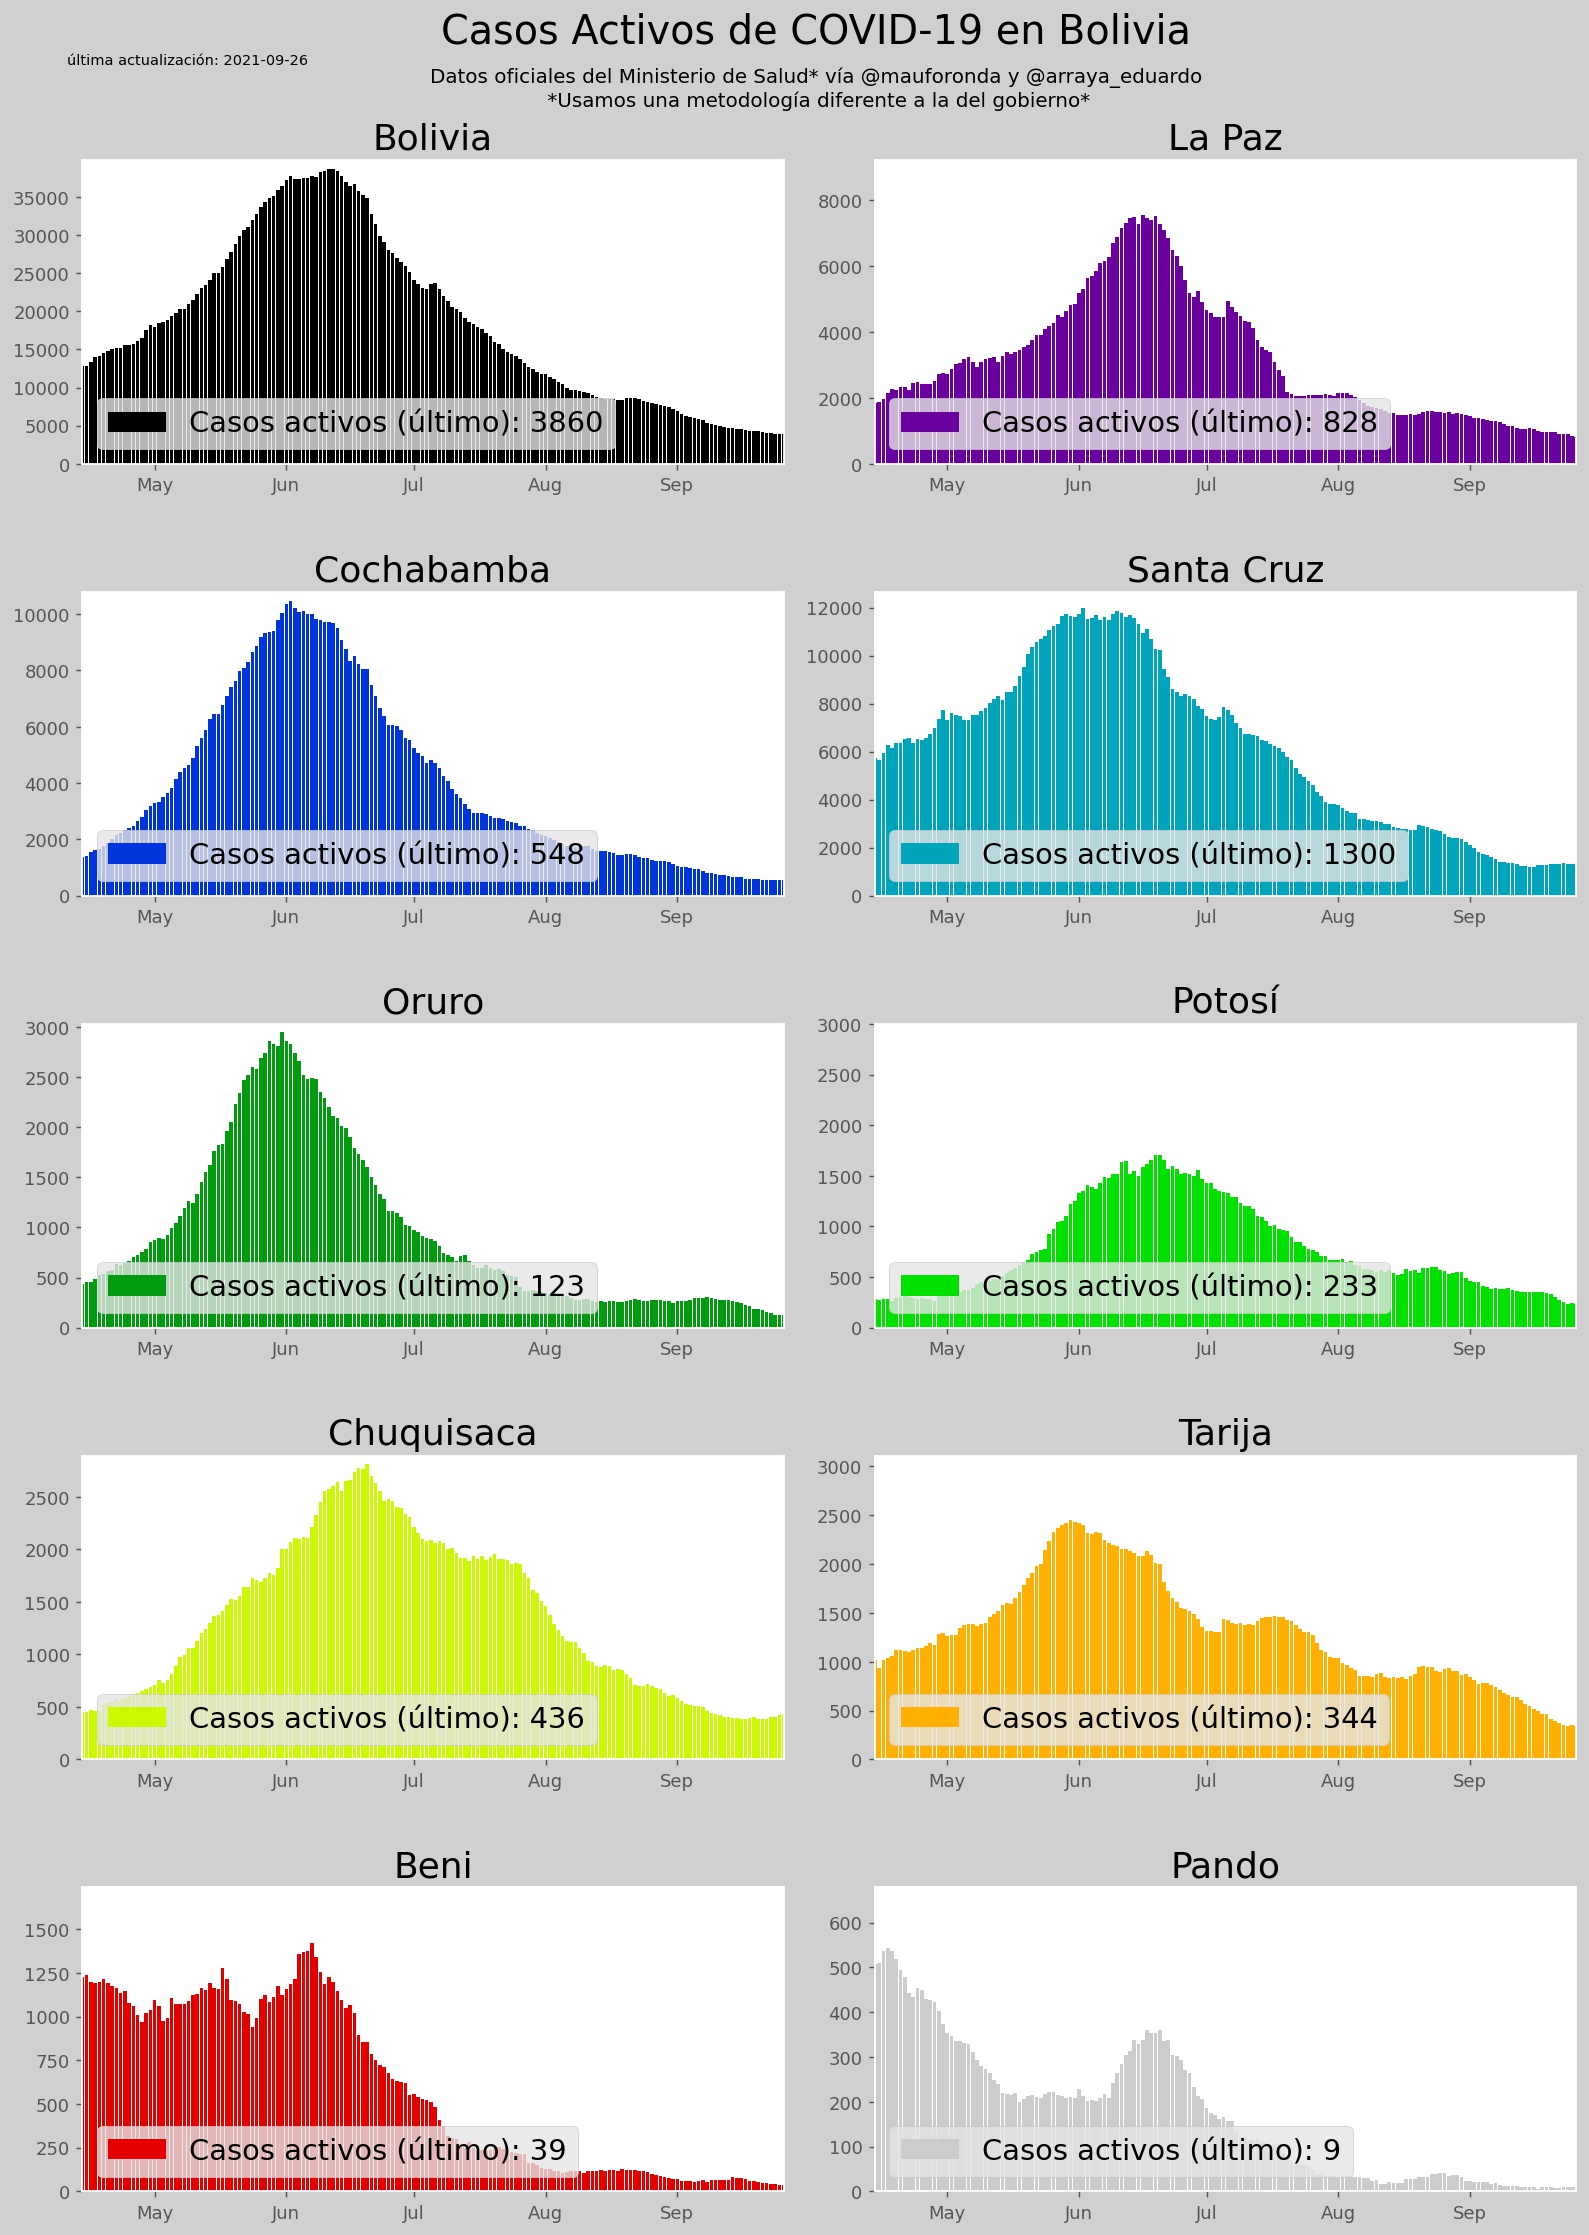 Casos Activos de COVID-19 en Bolivia
última actualización: 2021-09-26
Datos oficiales del Ministerio de Salud* vía @mauforonda y @arraya_eduardo
*Usamos una metodología diferente a la del gobierno*
Bolivia
35000
30000
25000
20000
15000
10000
5000
0
Casos activos (último): 3860
May Jun Jul Aug Sep
La Paz
8000
6000
4000
2000
0
Casos activos (último): 828
May Jun Jul Aug Sep
Cochabamba
10000
8000
6000
4000
2000
0
Casos activos (último): 548
May Jun Jul Aug Sep
Santa Cruz
12000
10000
8000
6000
4000
2000
0
Casos activos (último): 1300
May Jun Jul Aug Sep
Oruro
3000
2500
2000
1500
1000
500
0
Casos activos (último): 123
May Jun Jul Aug Sep
Potosí
3000
2500
2000
1500
1000
500
0
Casos activos (último): 233
May Jun Jul Aug Sep
Chuquisaca
2500
2000
1500
1000
500
0
Casos activos (último): 436
May Jun Jul Aug Sep
Tarija
3000
2500
2000
1500
1000
500
0
Casos activos (último): 344
May Jun Jul Aug Sep
Beni
1500
1250
1000
750
500
250
0
Casos activos (último): 39
May Jun Jul Aug Sep
Pando
600
500
400
300
200
100
0
Casos activos (último): 9
May Jun Jul Aug Sep